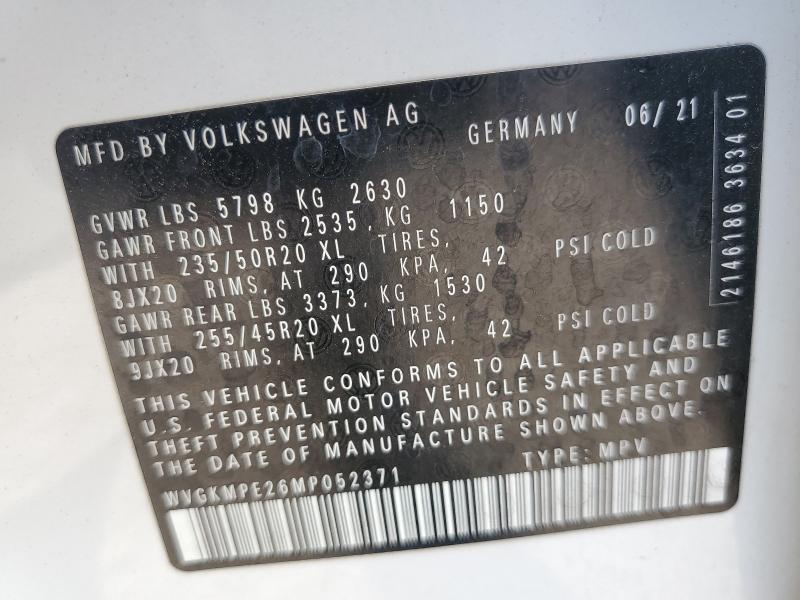 MFD BY VOLKSWAGEN AG GERMANY 06/ 21
GVWR LBS 5798 KG 2630
GAWR FRONT LBS 2535, KG 1150
WITH 235/50R20 XL TIRES,
8JX20 RIMS, AT 290 KPA, 42 PSI COLD
GAWR REAR LBS 3373, KG 1530
WITH 255/45R20 XL TIRES,
9JX20 RIMS, AT 290 KPA, 42 PSI COLD
THIS VEHICLE CONFORMS TO ALL APPLICABLE
U.S. FEDERAL MOTOR VEHICLE SAFETY AND
THEFT PREVENTION STANDARDS IN EFFECT ON
THE DATE OF MANUFACTURE SHOWN ABOVE.
WVGKMPE26MP052371 TYPE: MPV
2146186 3634 01